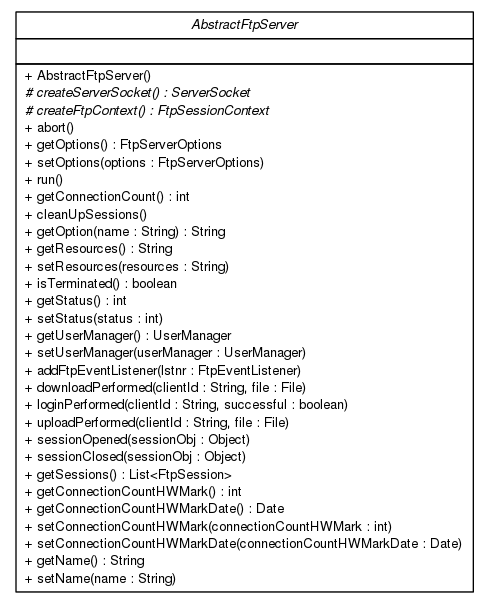 AbstractFtpServer
+ AbstractFtpServer()
# createServerSocket() : ServerSocket
# createFtpContext() : FtpSessionContext
+ abort()
+ getOptions() : FtpServerOptions
+ setOptions(options : FtpServerOptions)
+ run()
+ getConnectionCount() : int
+ cleanUpSessions()
+ getOption(name : String) : String
+ getResources() : String
+ setResources(resources : String)
+ isTerminated() : boolean
+ getStatus() : int
+ setStatus(status : int)
+ getUserManager() : UserManager
+ setUserManager(userManager : UserManager)
+ addFtpEventListener(lstnr : FtpEventListener)
+ downloadPerformed(clientId : String, file : File)
+ loginPerformed(clientId : String, successful : boolean)
+ uploadPerformed(clientId : String, file : File)
+ sessionOpened(sessionObj : Object)
+ sessionClosed(sessionObj : Object)
+ getSessions() : List<FtpSession>
+ getConnectionCountHWMark() : int
+ getConnectionCountHWMarkDate() : Date
+ setConnectionCountHWMark(connectionCountHWMark : int)
+ setConnectionCountHWMarkDate(connectionCountHWMarkDate : Date)
+ getName() : String
+ setName(name : String)